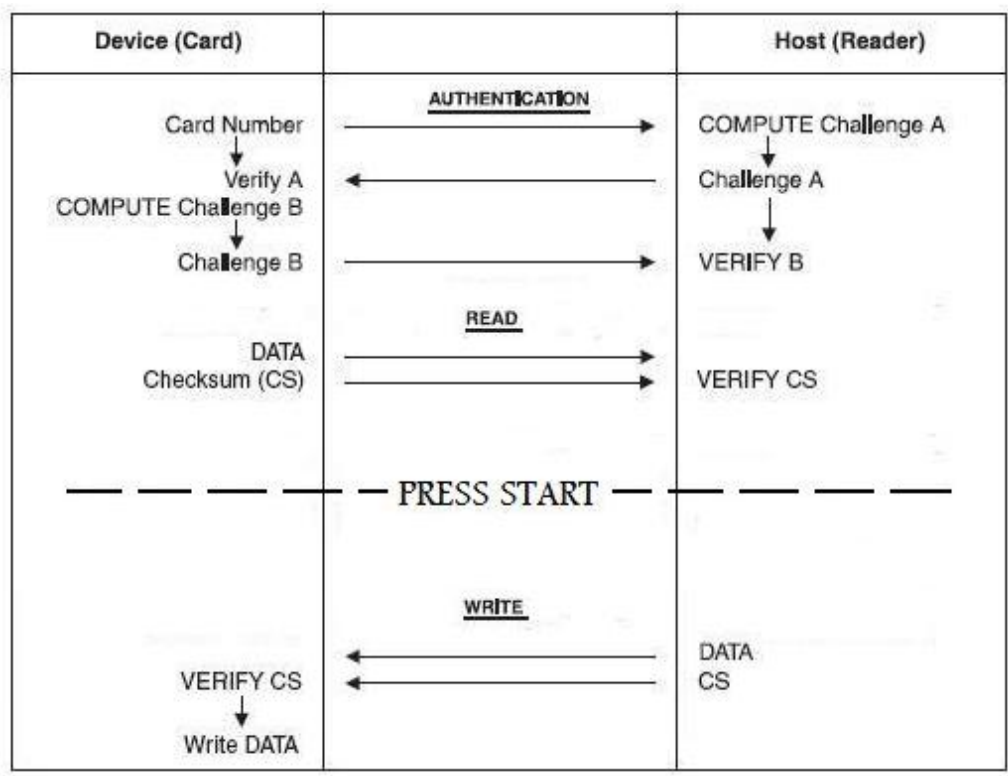 Device (Card) Host (Reader)
AUTHENTICATION
Card Number COMPUTE Challenge A
Verify A Challenge A
COMPUTE Challenge B
Challenge B VERIFY B
READ
DATA
Checksum (CS) VERIFY CS
PRESS START
WRITE
DATA
VERIFY CS CS
Write DATA